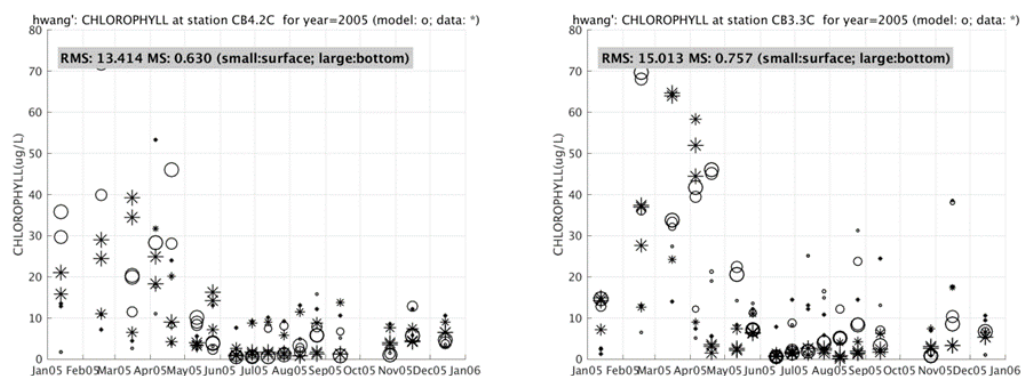 hwang': CHLOROPHYLL at station CB4.2C for year=2005 (model: o; data: *)
RMS: 13.414 MS: 0.630 (small:surface; large:bottom)
CHLOROPHYLL(ug/L)
80
70
60
50
40
30
20
10
0
Jan05 Feb05 Mar05 Apr05 May05 Jun05 Jul05 Aug05 Sep05 Oct05 Nov05 Dec05 Jan06
hwang': CHLOROPHYLL at station CB3.3C for year=2005 (model: o; data: *)
RMS: 15.013 MS: 0.757 (small:surface; large:bottom)
CHLOROPHYLL(ug/L)
80
70
60
50
40
30
20
10
0
Jan05 Feb05 Mar05 Apr05 May05 Jun05 Jul05 Aug05 Sep05 Oct05 Nov05 Dec05 Jan06